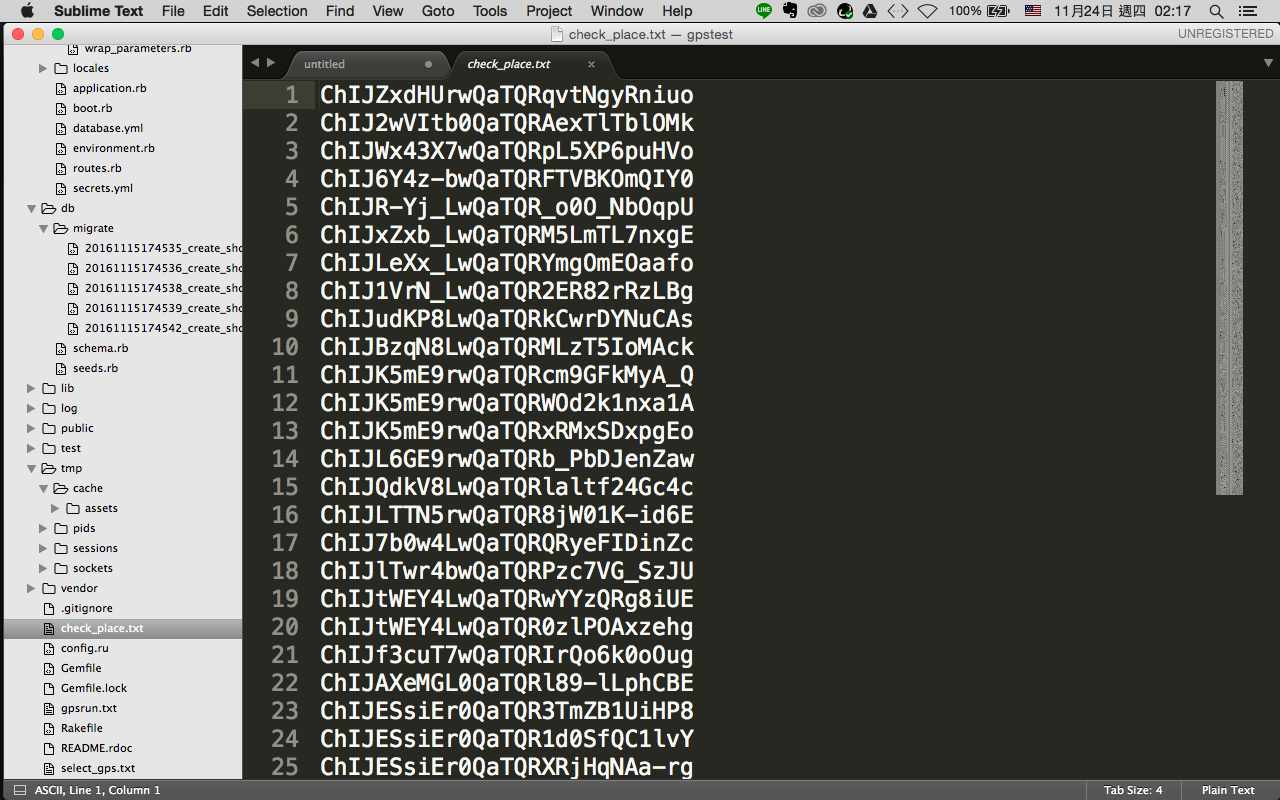 Sublime Text File Edit Selection Find View Goto Tools Project Window Help LINE 100% 11月24日 週四 02:17
check_place.txt — gpstest UNREGISTERED
wrap_parameters.rb
locales
application.rb
boot.rb
database.yml
environment.rb
routes.rb
secrets.yml
db
migrate
20161115174535_create_sho
20161115174536_create_sho
20161115174538_create_sho
20161115174539_create_sho
20161115174542_create_sho
schema.rb
seeds.rb
lib
log
public
test
tmp
cache
assets
pids
sessions
sockets
vendor
.gitignore
check_place.txt
config.ru
Gemfile
Gemfile.lock
gpsrun.txt
Rakefile
README.rdoc
select_gps.txt
untitled check_place.txt
1 ChIJZxdHUrwQaTQRqvtNgyRniuo
2 ChIJ2wVItb0QaTQRAexTlTblOMk
3 ChIJWx43X7wQaTQRpL5XP6puHVo
4 ChIJ6Y4z-bwQaTQRFTVBKOmQIY0
5 ChIJR-Yj_LwQaTQR_o0O_NbOqpU
6 ChIJxZxb_LwQaTQRM5LmTL7nxgE
7 ChIJLeXx_LwQaTQRYmgOmEOaafo
8 ChIJ1VrN_LwQaTQR2ER82rRzLBg
9 ChIJudKP8LwQaTQRkCwrDYNuCAs
10 ChIJBzqN8LwQaTQRMLzT5IoMAck
11 ChIJK5mE9rwQaTQRcm9GFkMyA_Q
12 ChIJK5mE9rwQaTQRWOd2k1nxa1A
13 ChIJK5mE9rwQaTQRxRMxSDxpgEo
14 ChIJL6GE9rwQaTQRb_PbDJenZaw
15 ChIJQdkV8LwQaTQRlaltf24Gc4c
16 ChIJLTTN5rwQaTQR8jW01K-id6E
17 ChIJ7b0w4LwQaTQRQRyeFIDinZc
18 ChIJlTwr4bwQaTQRPzc7VG_SzJU
19 ChIJtWEY4LwQaTQRwYYzQRg8iUE
20 ChIJtWEY4LwQaTQR0zlPOAxzehg
21 ChIJf3cuT7wQaTQRIrQo6k0oOug
22 ChIJAXeMGL0QaTQRl89-lLphCBE
23 ChIJESsiEr0QaTQR3TmZB1UiHP8
24 ChIJESsiEr0QaTQR1d0SfQC1lvY
25 ChIJESsiEr0QaTQRXRjHqNAa-rg
ASCII, Line 1, Column 1 Tab Size: 4 Plain Text